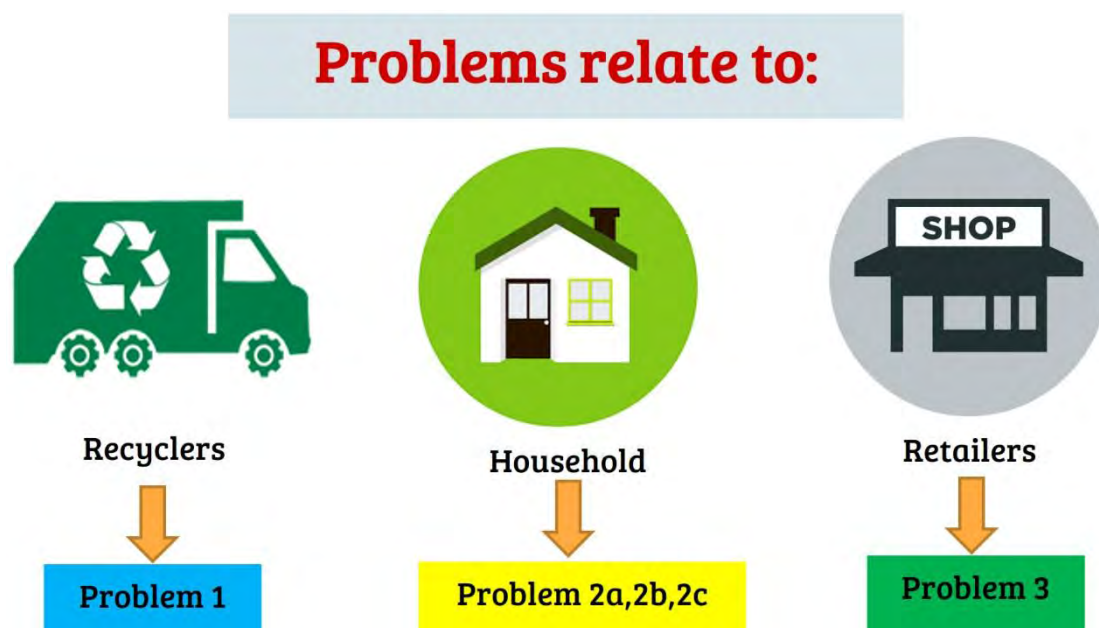 Problems relate to:
SHOP
Recyclers
Household
Retailers
Problem 1
Problem 2a,2b,2c
Problem 3